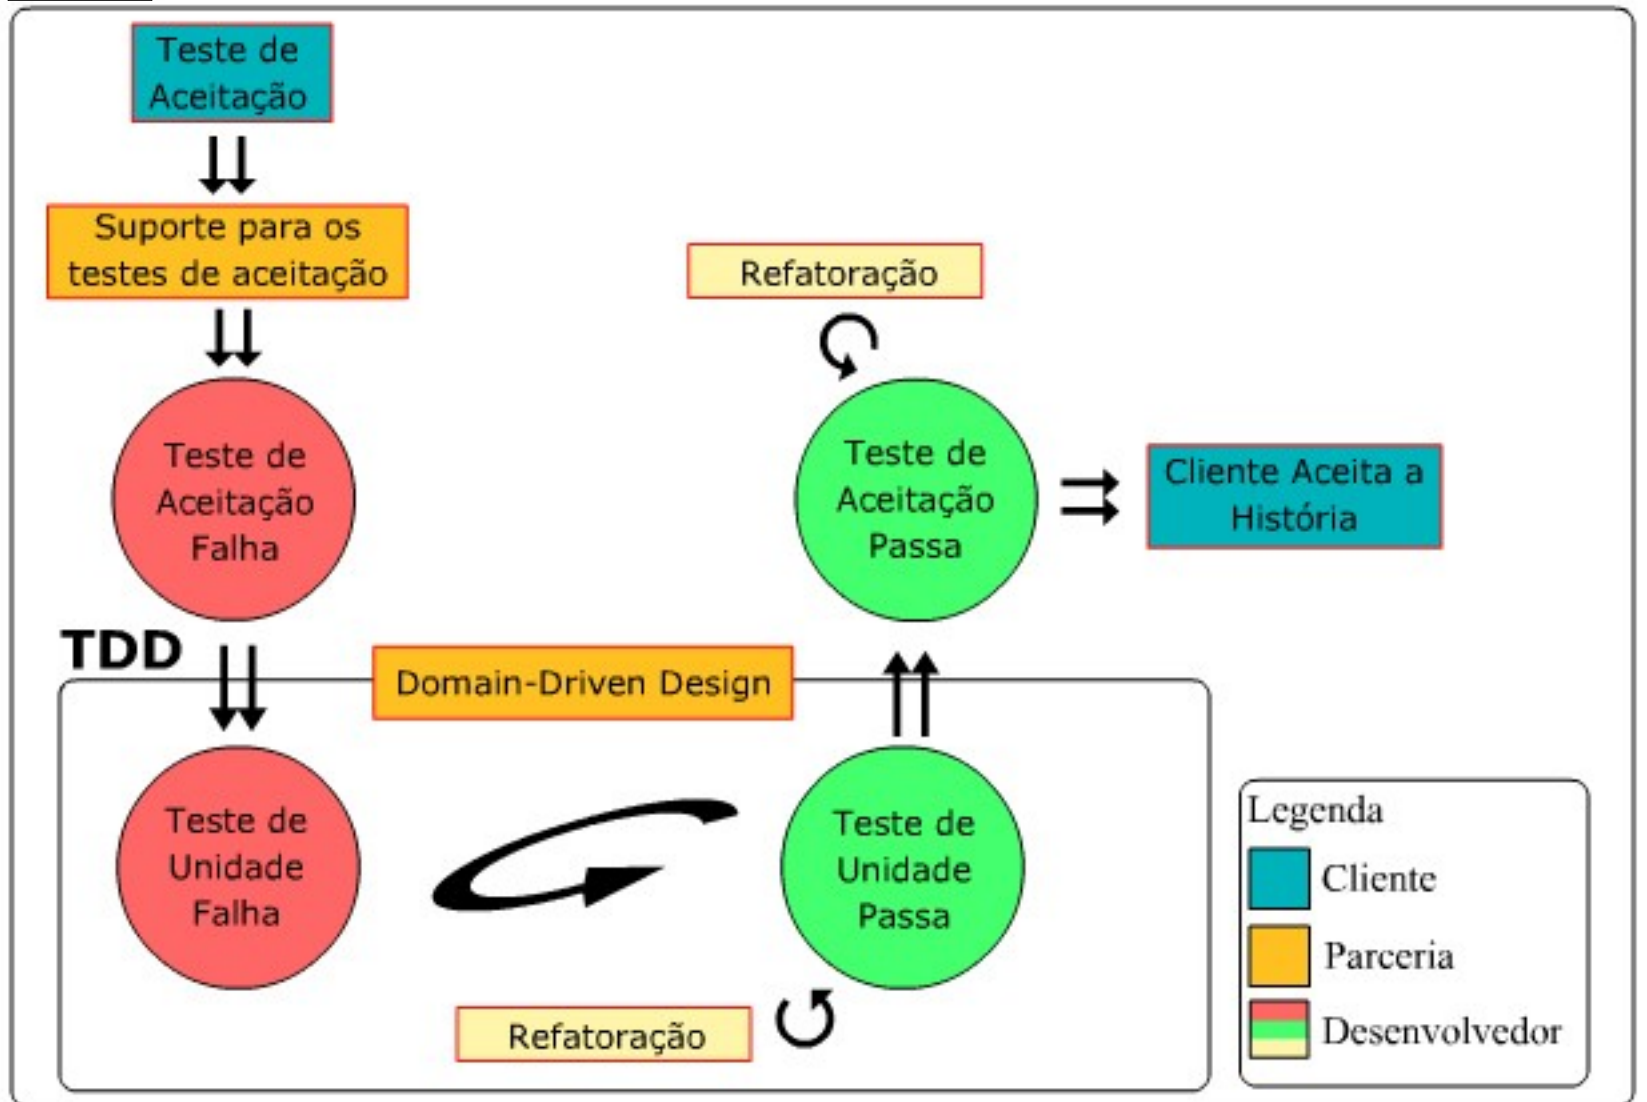 Teste de
Aceitação
Suporte para os
testes de aceitação
Refatoração
Teste de
Aceitação
Falha
Teste de
Aceitação
Passa
Cliente Aceita a
História
TDD
Domain-Driven Design
Teste de
Unidade
Falha
Teste de
Unidade
Passa
Refatoração
Legenda
Cliente
Parceria
Desenvolvedor